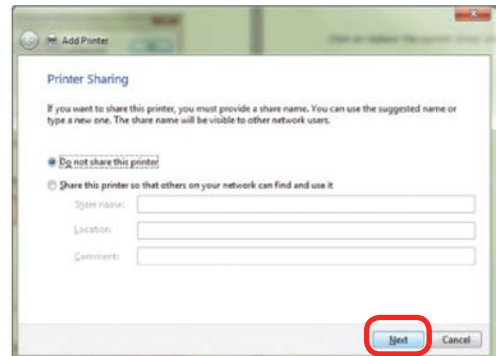 Add Printer
Printer Sharing
If you want to share this printer, you must provide a share name. You can use the suggested name or
type a new one. The share name will be visible to other network users.
Do not share this printer
Share this printer so that others on your network can find and use it
Share name:
Location:
Comment:
Next
Cancel